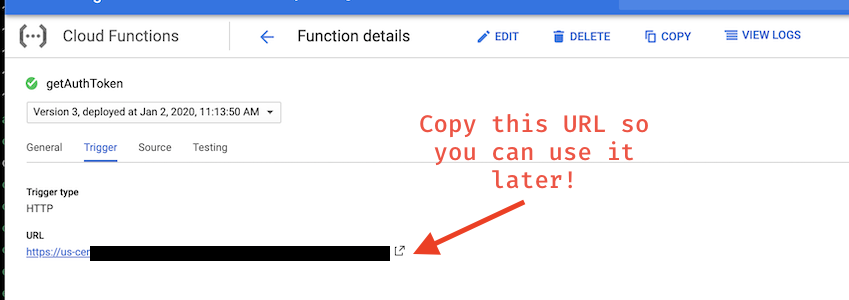 Cloud Functions
Function details
EDIT
DELETE
COPY
VIEW LOGS
getAuthToken
Version 3, deployed at Jan 2, 2020, 11:13:50 AM
General
Trigger
Source
Testing
Copy this URL so
you can use it
later!
Trigger type
HTTP
URL
https://us-cer